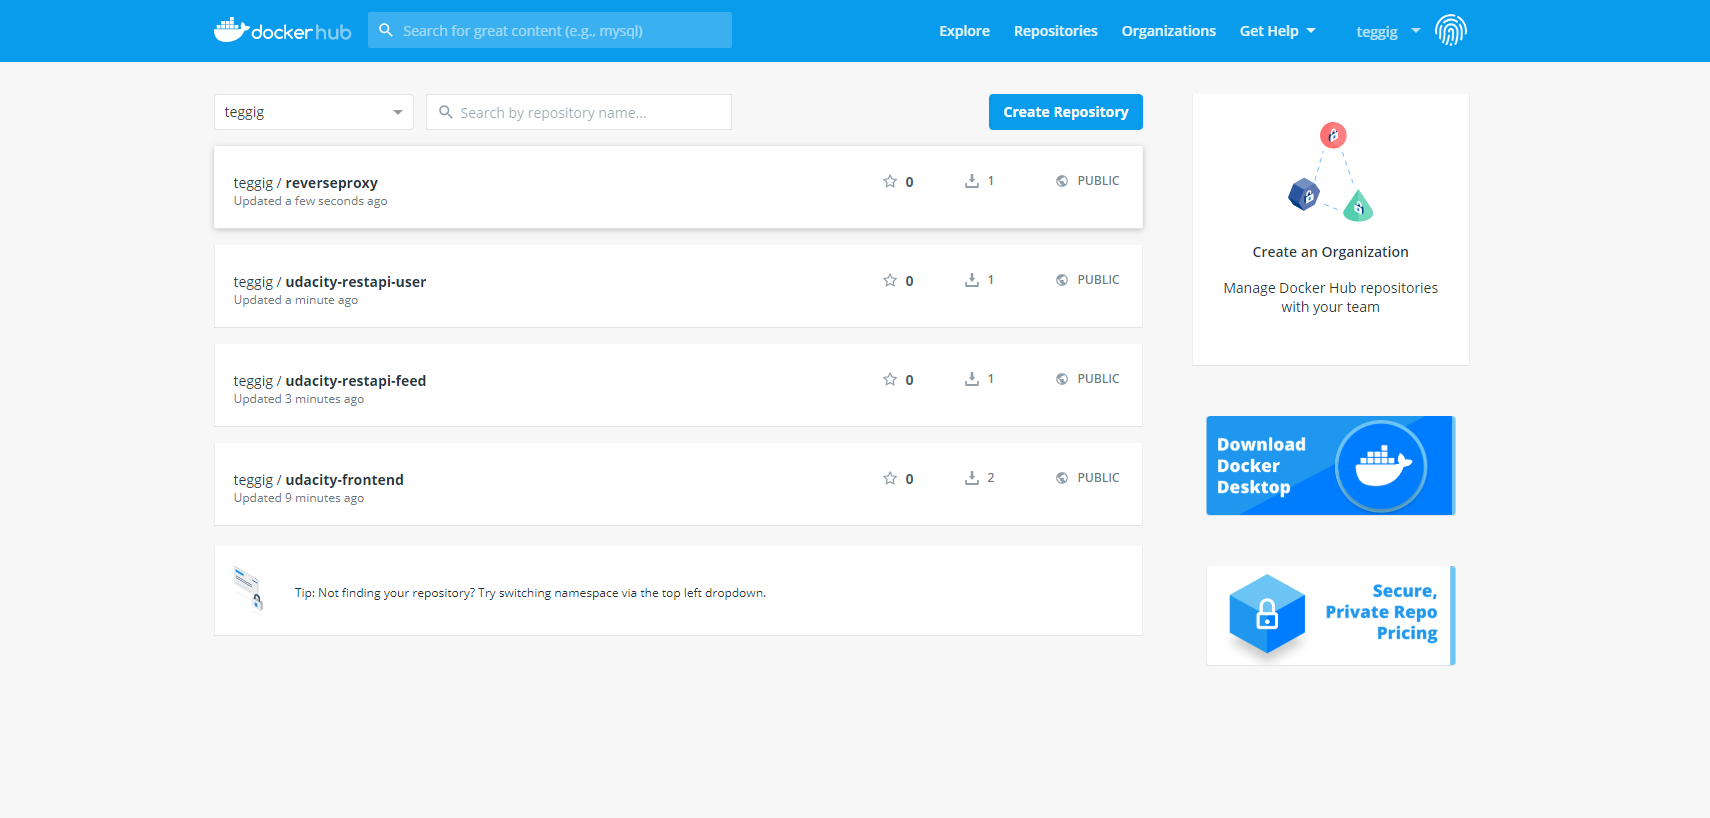 docker hub
Search for great content (e.g., mysql)
Explore
Repositories
Organizations
Get Help
teggig
teggig
Search by repository name...
Create Repository
teggig / reverseproxy
Updated a few seconds ago
0
1
PUBLIC
teggig / udacity-restapi-user
Updated a minute ago
0
1
PUBLIC
teggig / udacity-restapi-feed
Updated 3 minutes ago
0
1
PUBLIC
teggig / udacity-frontend
Updated 9 minutes ago
0
2
PUBLIC
Tip: Not finding your repository? Try switching namespace via the top left dropdown.
Create an Organization
Manage Docker Hub repositories
with your team
Download
Docker
Desktop
Secure,
Private Repo
Pricing